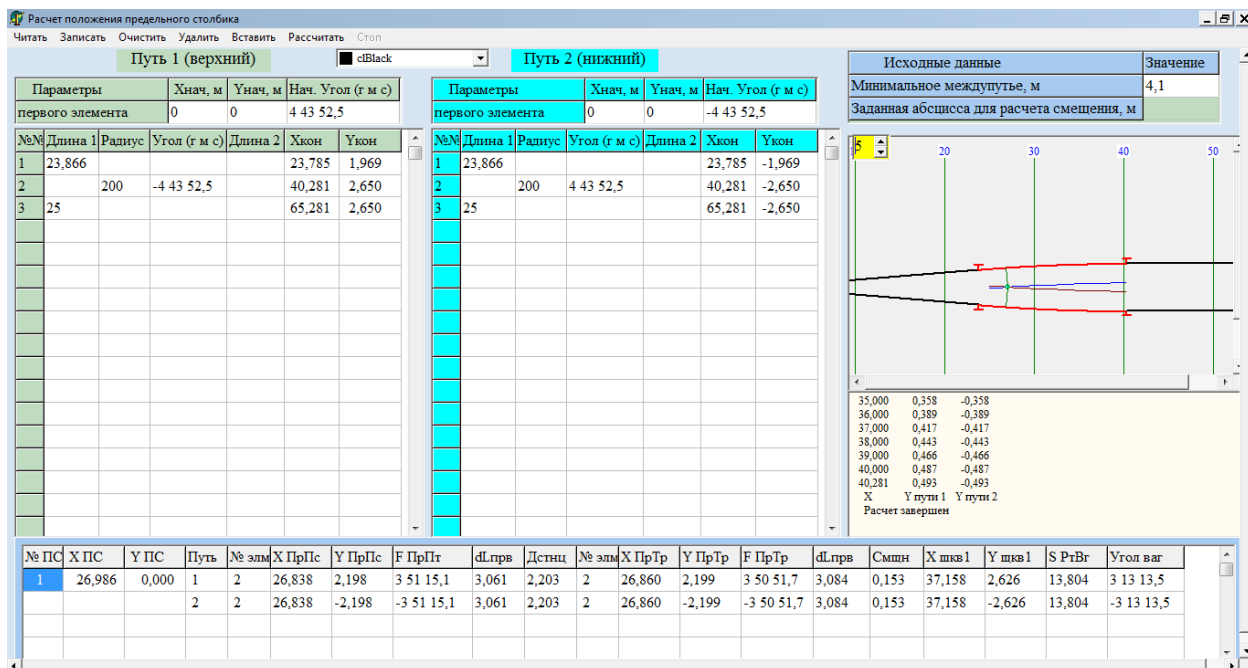 Расчет положения предельного столбика
Читать Записать Очистить Удалить Вставить Рассчитать Стоп
Путь 1 (верхний) clBlack Путь 2 (нижний)
Параметры Xнач, м Yнач, м Нач. Угол (г м с)
первого элемента 0 0 4 43 52,5
№№ Длина 1 Радиус Угол (г м с) Длина 2 Xкон Yкон
1 23,866 23,785 1,969
2 200 -4 43 52,5 40,281 2,650
3 25 65,281 2,650
Параметры Xнач, м Yнач, м Нач. Угол (г м с)
первого элемента 0 0 -4 43 52,5
№№ Длина 1 Радиус Угол (г м с) Длина 2 Xкон Yкон
1 23,866 23,785 -1,969
2 200 4 43 52,5 40,281 -2,650
3 25 65,281 -2,650
Исходные данные Значение
Минимальное междупутье, м 4,1
Заданная абсцисса для расчета смещения, м
5 20 30 40 50
35,000 0,358 -0,358
36,000 0,389 -0,389
37,000 0,417 -0,417
38,000 0,443 -0,443
39,000 0,466 -0,466
40,000 0,487 -0,487
40,281 0,493 -0,493
X Y пути 1 Y пути 2
Расчет завершен
№ ПС X ПС Y ПС Путь № элм X ПрПс Y ПрПс F ПрПт dLпрв Дстнц № элм X ПрТр Y ПрТр F ПрТр dLпрв Смшн X шкв1 Y шкв1 S РтВг Угол ваг
1 26,986 0,000 1 2 26,838 2,198 3 51 15,1 3,061 2,203 2 26,860 2,199 3 50 51,7 3,084 0,153 37,158 2,626 13,804 3 13 13,5
2 2 26,838 -2,198 -3 51 15,1 3,061 2,203 2 26,860 -2,199 -3 50 51,7 3,084 0,153 37,158 -2,626 13,804 -3 13 13,5